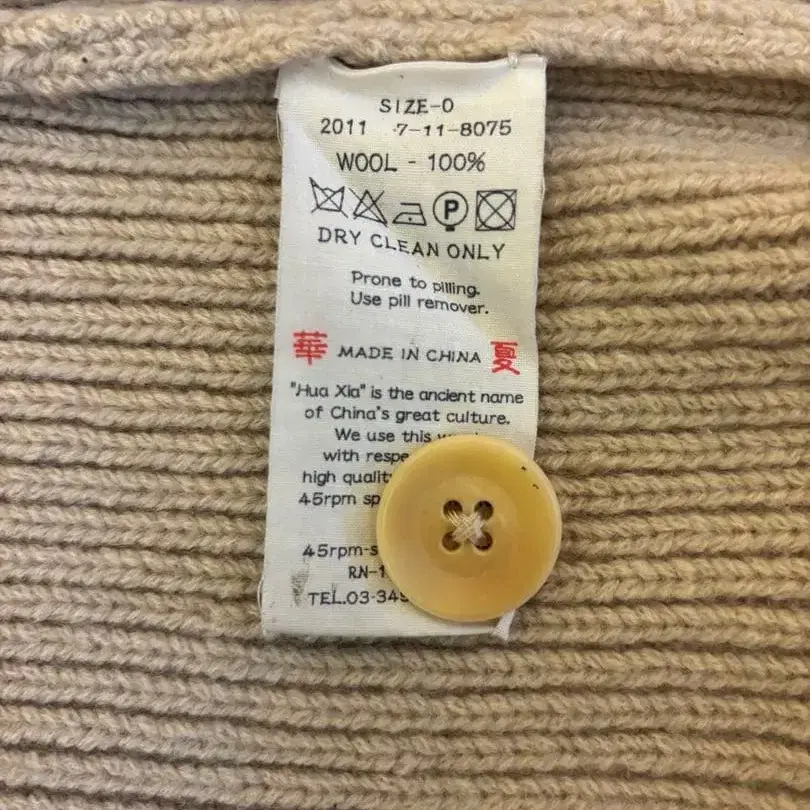 SIZE-0
2011 7-11-8075
WOOL - 100%
P
DRY CLEAN ONLY
Prone to pilling.
Use pill remover.
華 MADE IN CHINA 夏
"Hua Xia" is the ancient name
of China's great culture.
We use this
with
high
45rpm
45rpm-s
RN-1
TEL.03-34